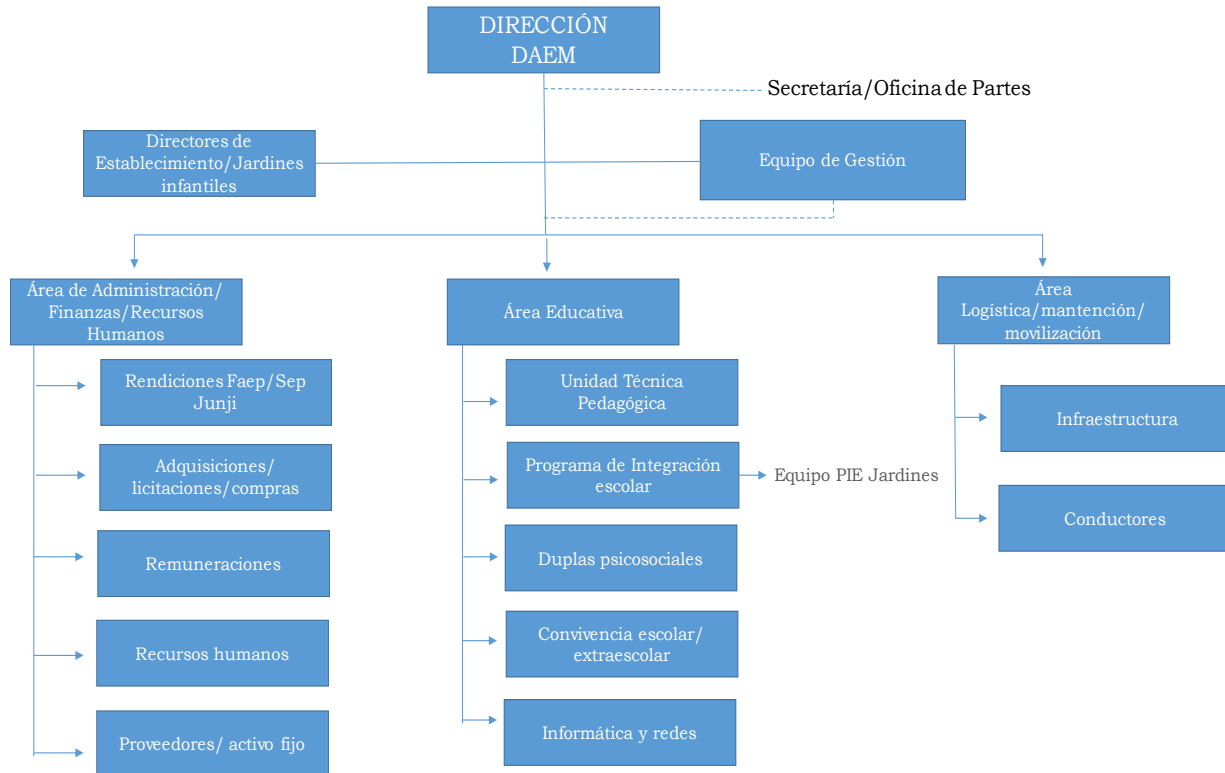 DIRECCIÓN
DAEM
Secretaría/Oficina de Partes
Directores de
Establecimiento/Jardines
infantiles
Equipo de Gestión
Área de Administración/
Finanzas/Recursos
Humanos
Rendiciones Faep/Sep
Junji
Adquisiciones/
licitaciones/compras
Remuneraciones
Recursos humanos
Proveedores/ activo fijo
Área Educativa
Unidad Técnica
Pedagógica
Programa de Integración
escolar
Equipo PIE Jardines
Duplas psicosociales
Convivencia escolar/
extraescolar
Informática y redes
Área
Logística/mantención/
movilización
Infraestructura
Conductores